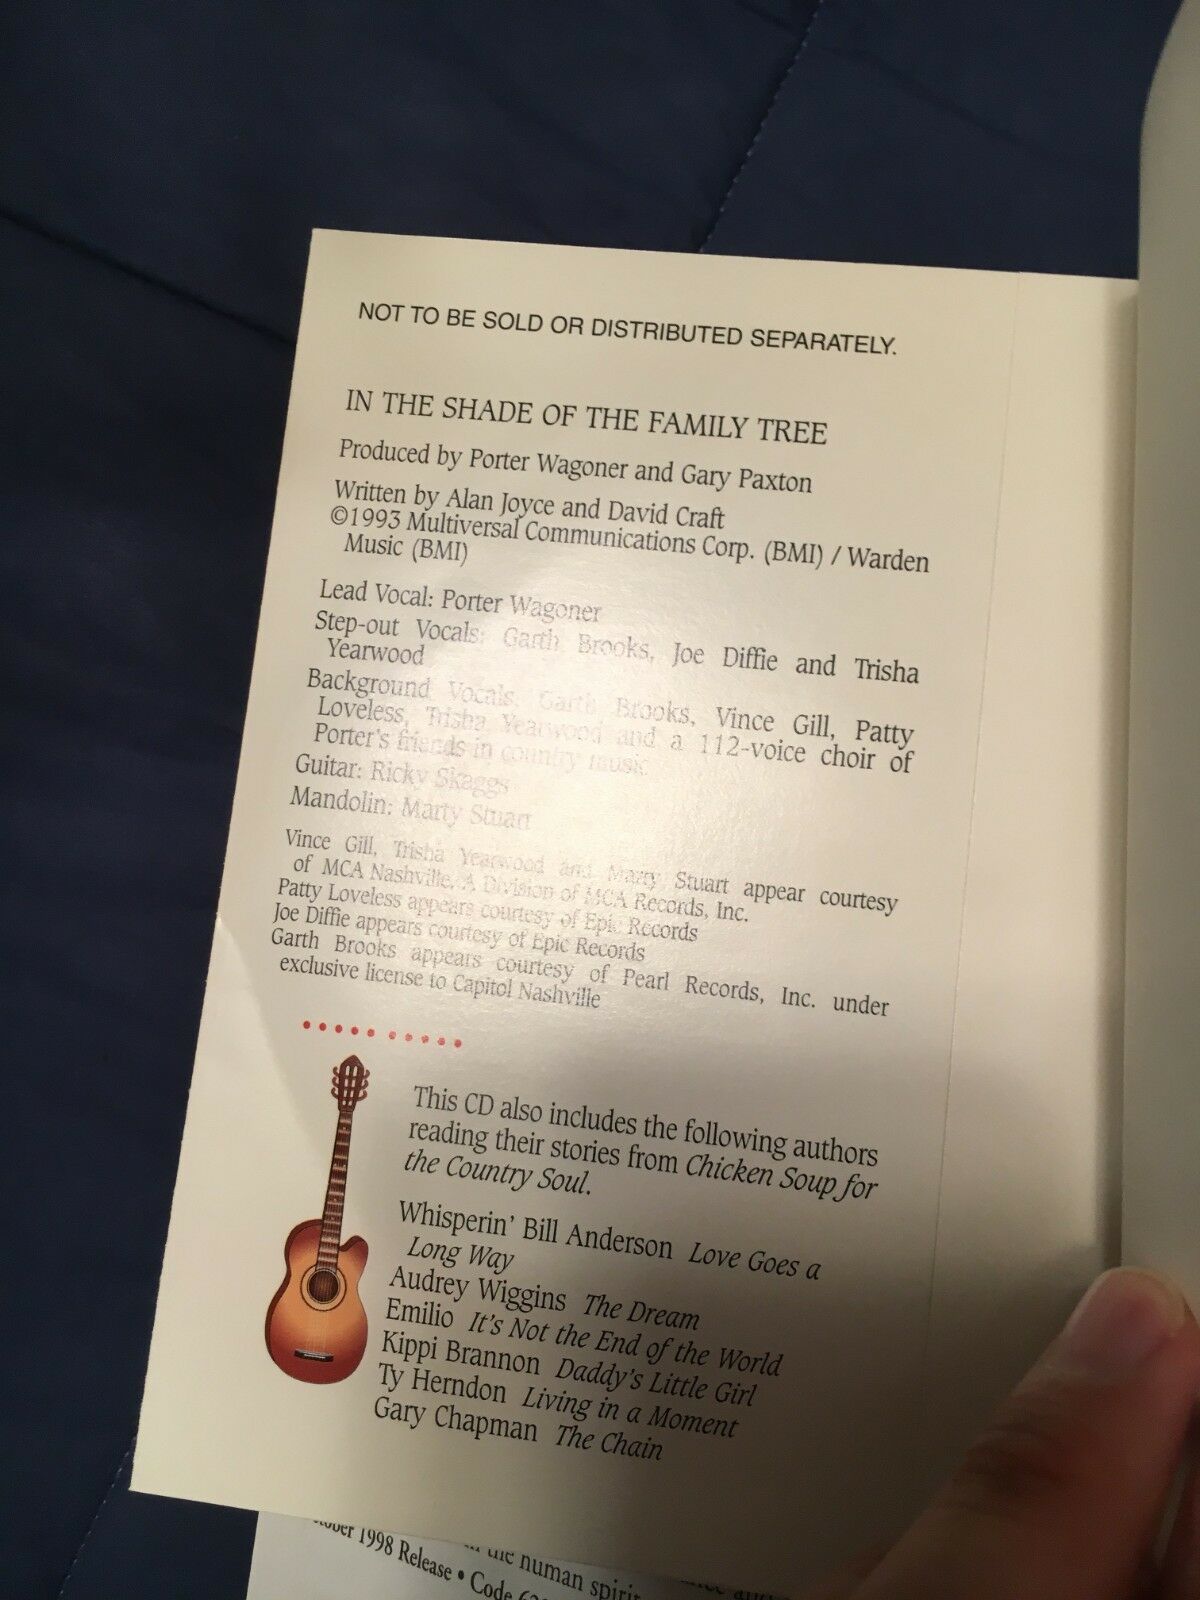 NOT TO BE SOLD OR DISTRIBUTED SEPARATELY.
IN THE SHADE OF THE FAMILY TREE
Produced by Porter Wagoner and Gary Paxton
Written by Alan Joyce and David Craft
©1993 Multiversal Communications Corp. (BMI) / Warden
Music (BMI)
Lead Vocal: Porter Wagoner
Step-out Vocals: Garth Brooks, Joe Diffie and Trisha
Yearwood
Background Vocals: Garth Brooks, Vince Gill, Patty
Loveless, Trisha Yearwood and a 112-voice choir of
Porter's friends in country music
Guitar: Ricky Skaggs
Mandolin: Marty Stuart
Vince Gill, Trisha Yearwood and Marty Stuart appear courtesy
of MCA Nashville, A Division of MCA Records, Inc.
Patty Loveless appears courtesy of Epic Records
Joe Diffie appears courtesy of Epic Records
Garth Brooks appears courtesy of Pearl Records, Inc. under
exclusive license to Capitol Nashville
This CD also includes the following authors
reading their stories from Chicken Soup for
the Country Soul.
Whisperin' Bill Anderson Love Goes a
Long Way
Audrey Wiggins The Dream
Emilio It's Not the End of the World
Kippi Brannon Daddy's Little Girl
Ty Herndon Living in a Moment
Gary Chapman The Chain
the human
1998 Release • Code